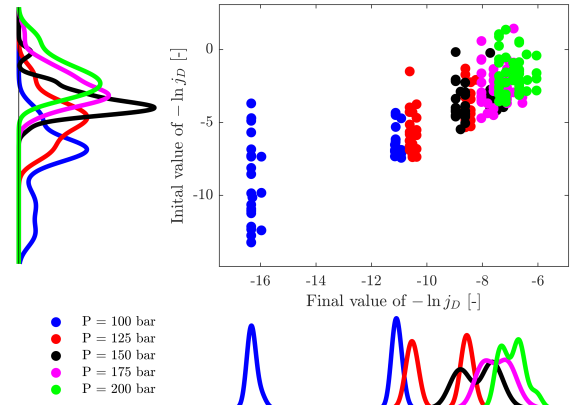 0
-5
-10
Inital value of − ln j_D [-]
-16 -14 -12 -10 -8 -6
Final value of − ln j_D [-]
P = 100 bar
P = 125 bar
P = 150 bar
P = 175 bar
P = 200 bar